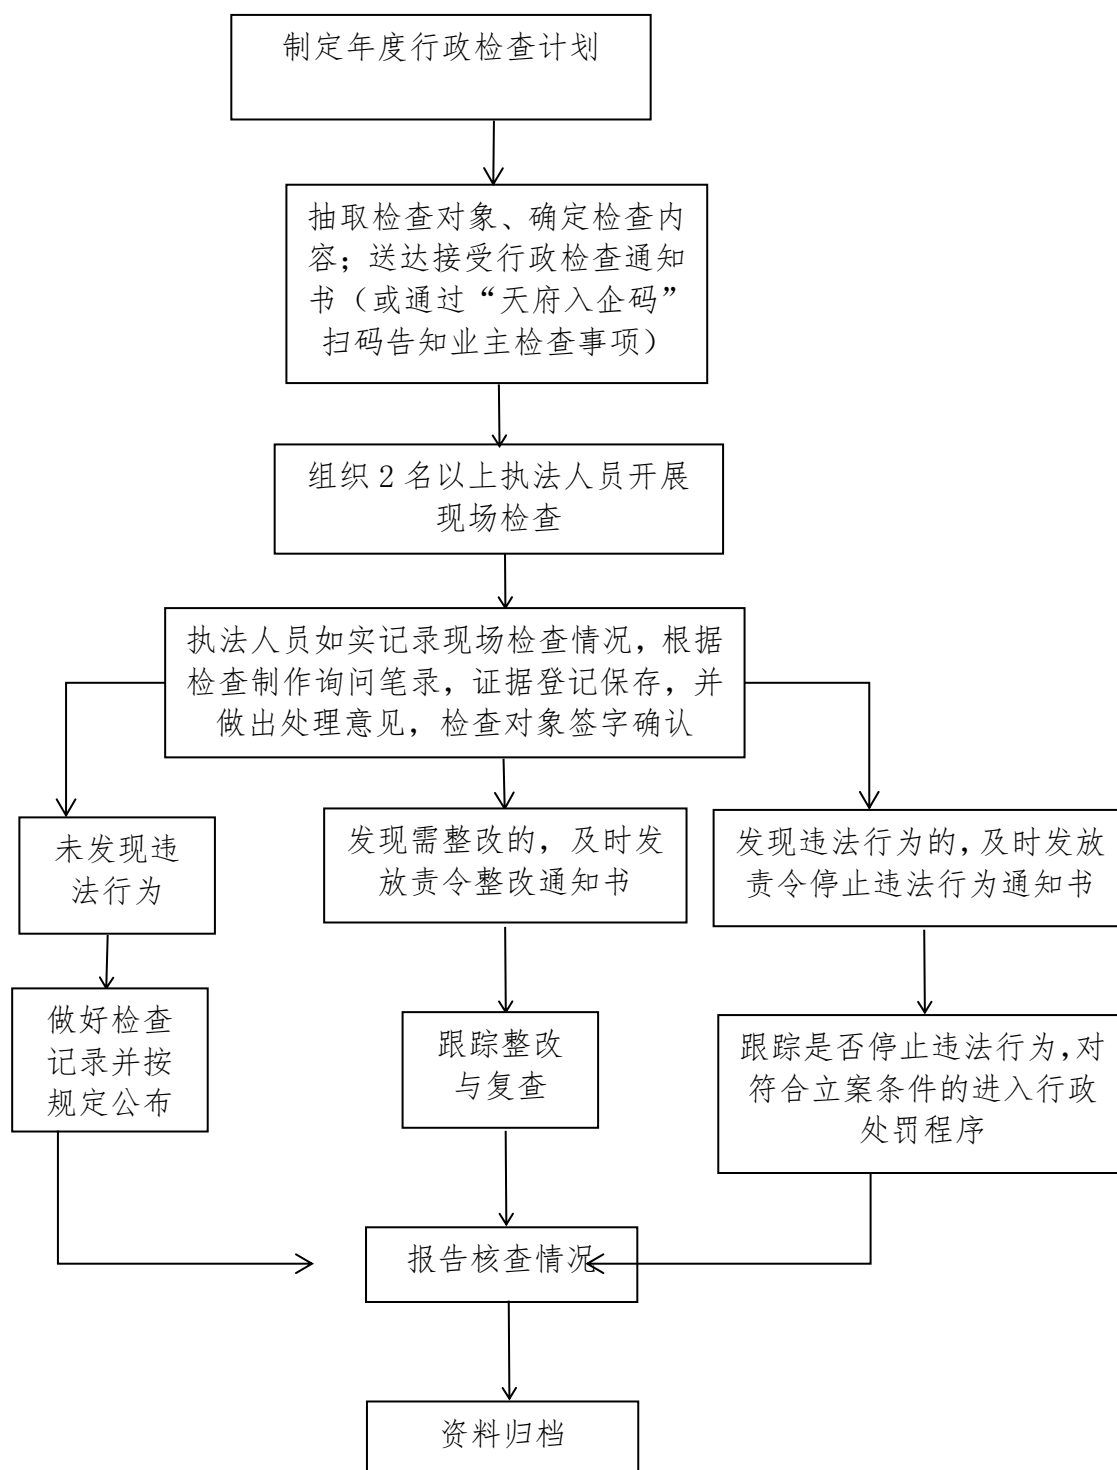 制定年度行政检查计划
抽取检查对象、确定检查内
容；送达接受行政检查通知
书（或通过“天府入企码”
扫码告知业主检查事项）
组织 2 名以上执法人员开展
现场检查
执法人员如实记录现场检查情况，根据
检查制作询问笔录，证据登记保存，并
做出处理意见，检查对象签字确认
未发现违
法行为
发现需整改的，及时发
放责令整改通知书
发现违法行为的，及时发放
责令停止违法行为通知书
做好检查
记录并按
规定公布
跟踪整改
与复查
跟踪是否停止违法行为，对
符合立案条件的进入行政
处罚程序
报告核查情况
资料归档